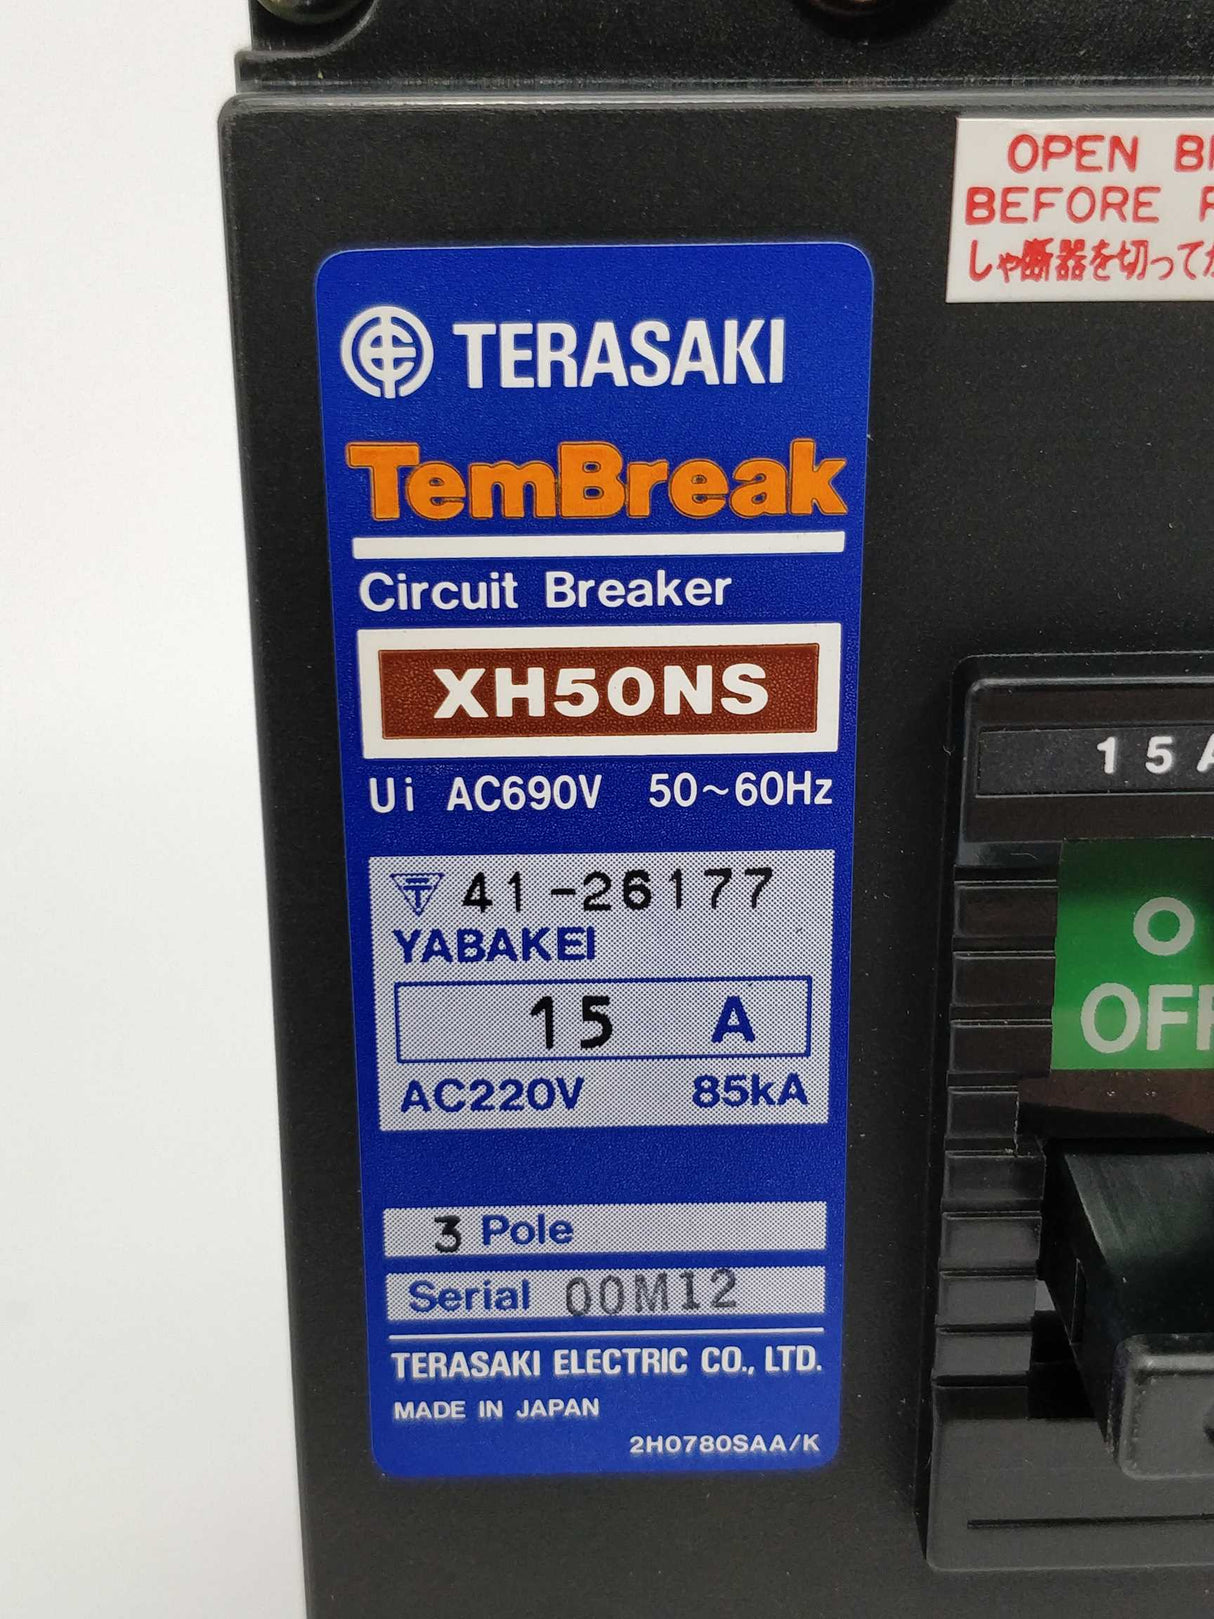 OPEN
BEFORE
しゃ断器を切って
TERASAKI
TemBreak
Circuit Breaker
XH50NS
Ui AC690V 50~60Hz
41-26177
YABAKEI
15 A
AC220V 85kA
3 Pole
Serial 00M12
TERASAKI ELECTRIC CO., LTD.
MADE IN JAPAN
2H0780SAA/K
15A
O
OFF